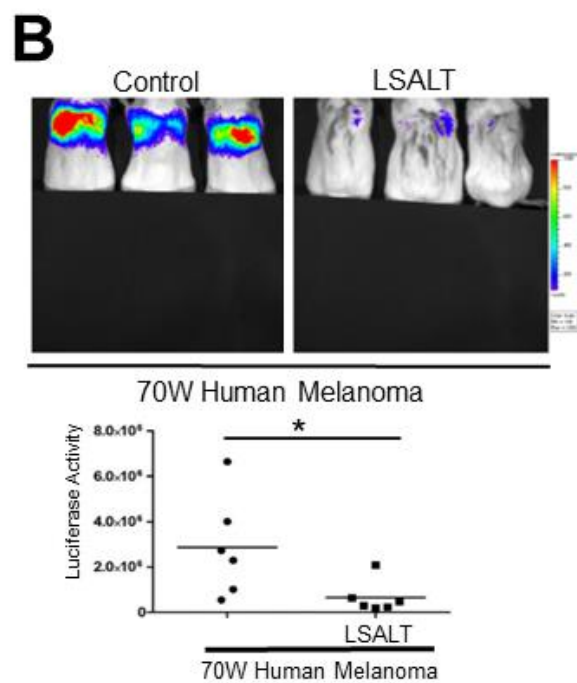 B
Control LSALT
70W Human Melanoma
*
Luciferase Activity
8.0×10⁶
6.0×10⁶
4.0×10⁶
2.0×10⁶
0
LSALT
70W Human Melanoma